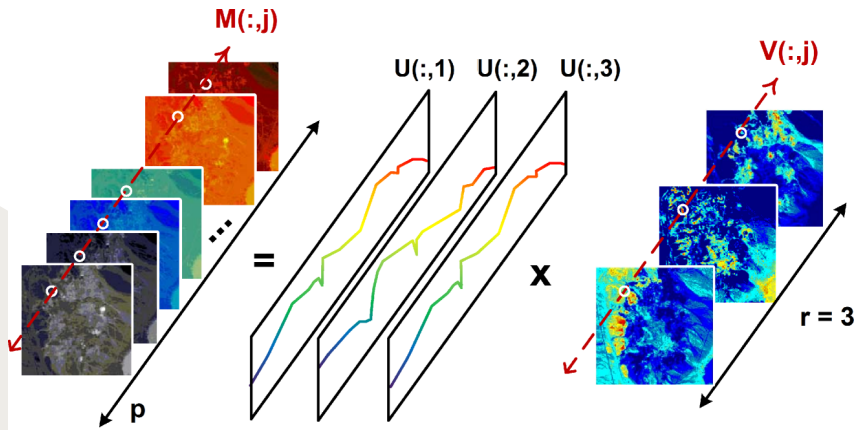 M(:,j)
U(:,1) U(:,2) U(:,3)
V(:,j)
...
=
x
r = 3
p